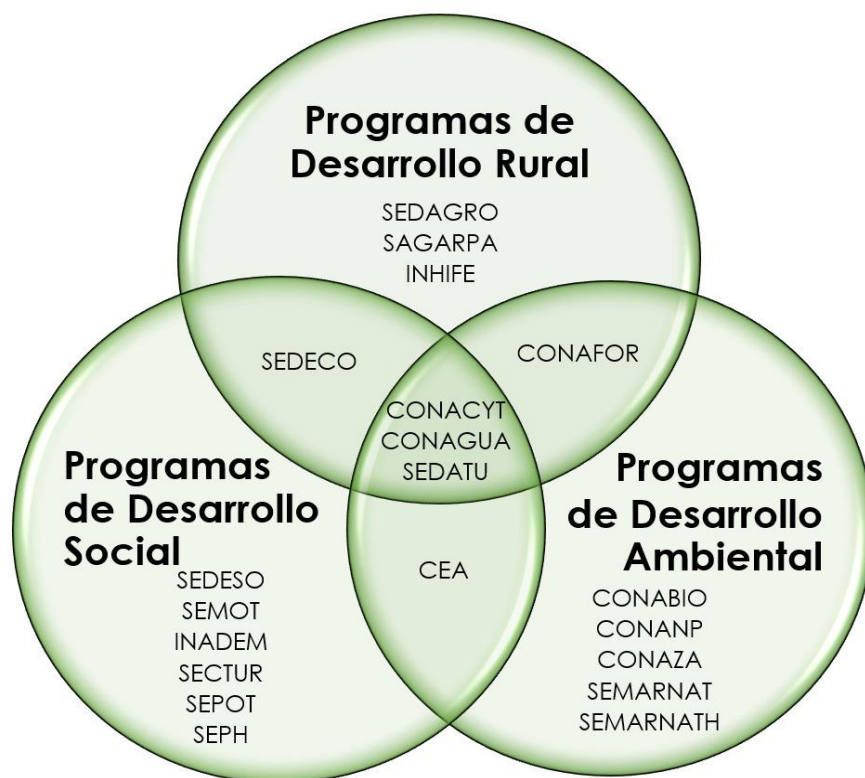 Programas de
Desarrollo Rural
SEDAGRO
SAGARPA
INHIFE
SEDECO
CONAFOR
CONACYT
CONAGUA
SEDATU
Programas
de Desarrollo
Social
SEDESO
SEMOT
INADEM
SECTUR
SEPOT
SEPH
CEA
Programas
de Desarrollo
Ambiental
CONABIO
CONANP
CONAZA
SEMARNAT
SEMARNATH